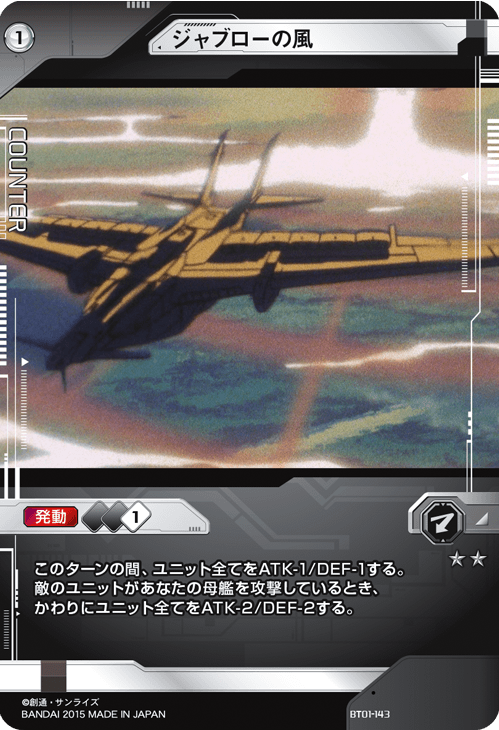 1
ジャブローの風
COUNTER
発動
1
このターンの間、ユニット全てをATK-1/DEF-1する。
敵のユニットがあなたの母艦を攻撃しているとき、
かわりにユニット全てをATK-2/DEF-2する。
©創通・サンライズ
BANDAI 2015 MADE IN JAPAN
BT01-143